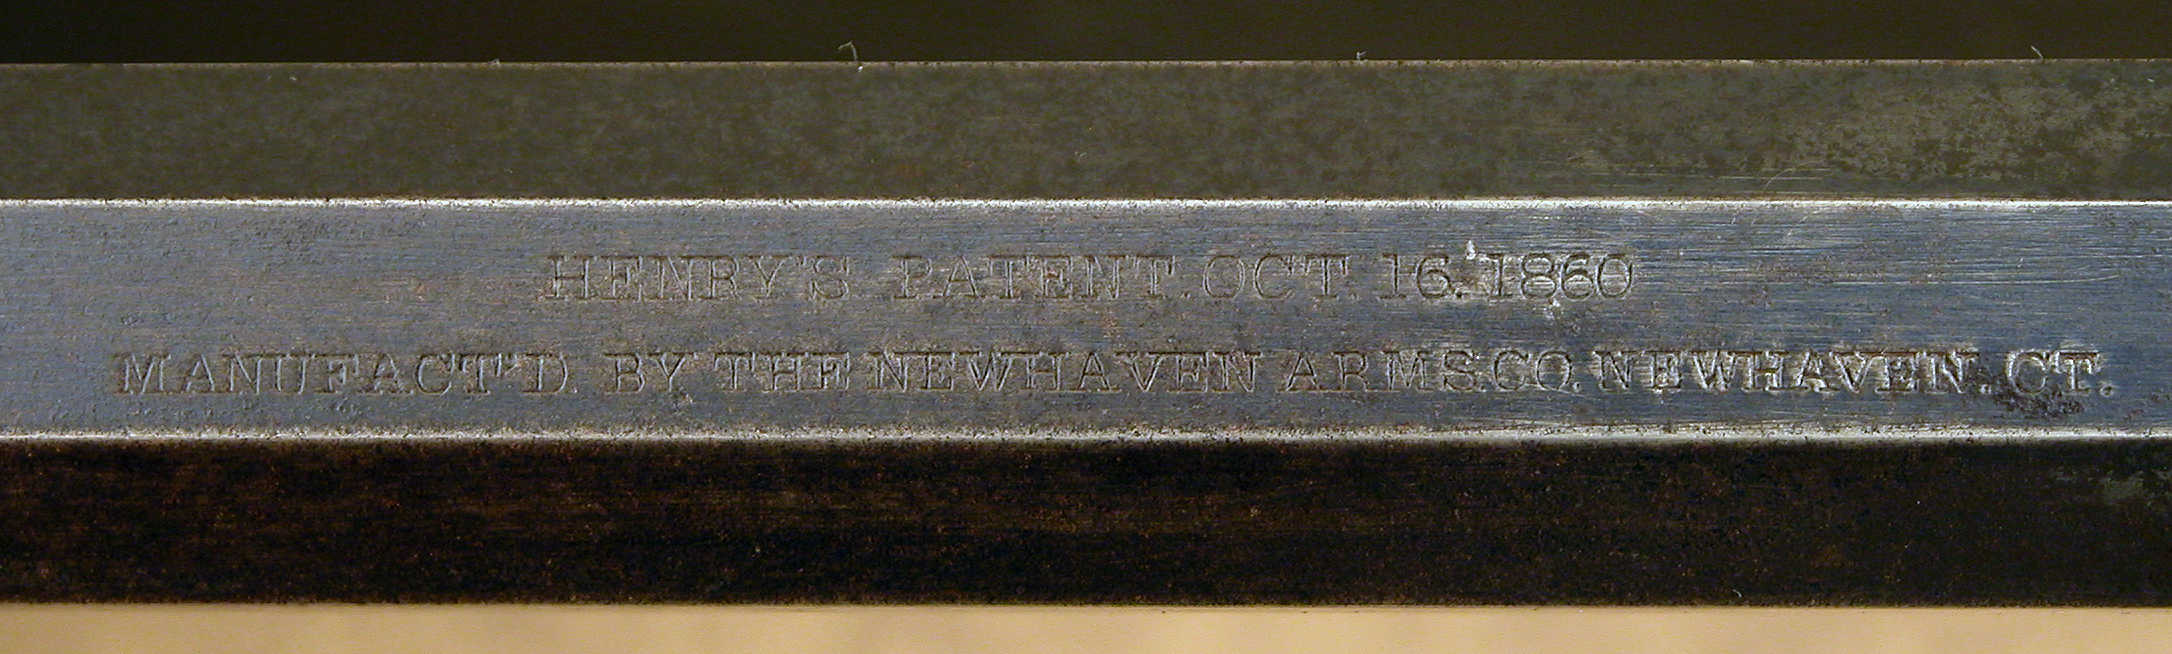 HENRY'S PATENT. OCT. 16. 1860
MANUFACT'D. BY THE NEWHAVEN ARMS. CO. NEWHAVEN. CT.